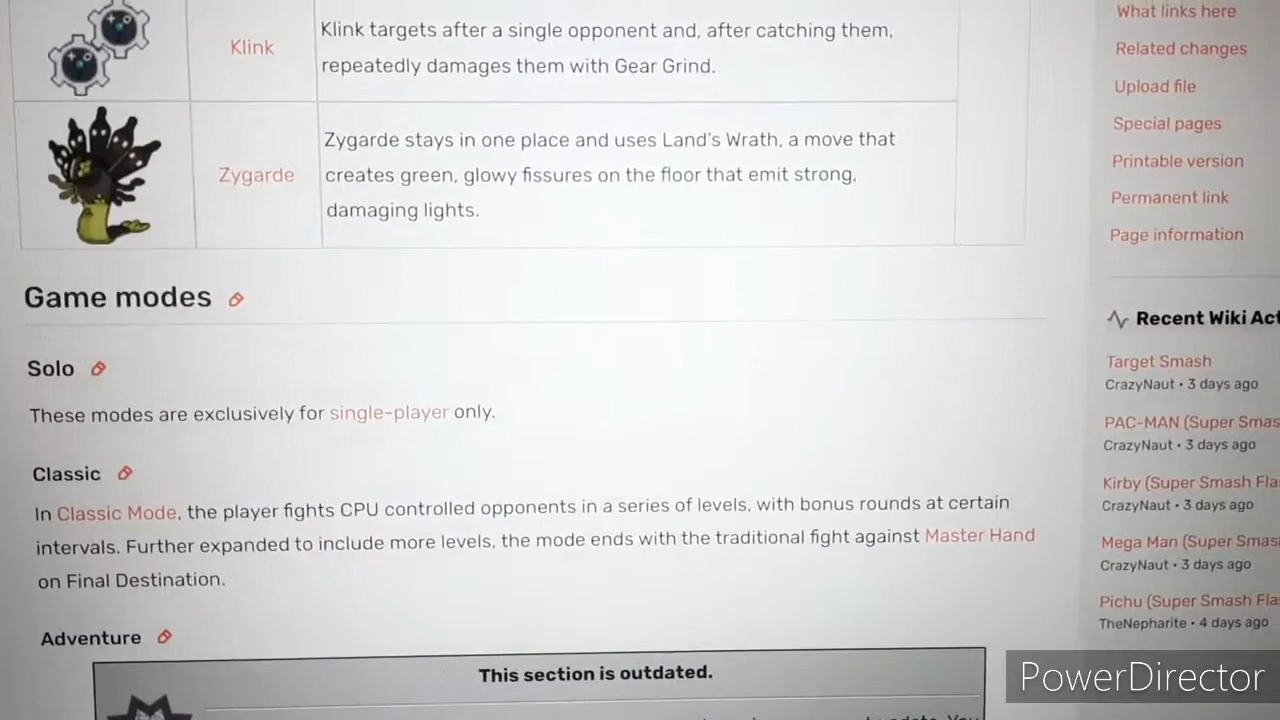 Klink
Klink targets after a single opponent and, after catching them,
repeatedly damages them with Gear Grind.
Zygarde
Zygarde stays in one place and uses Land's Wrath, a move that
creates green, glowy fissures on the floor that emit strong,
damaging lights.
Game modes
Solo
These modes are exclusively for single-player only.
Classic
In Classic Mode, the player fights CPU controlled opponents in a series of levels, with bonus rounds at certain
intervals. Further expanded to include more levels, the mode ends with the traditional fight against Master Hand
on Final Destination.
Adventure
This section is outdated.
What links here
Related changes
Upload file
Special pages
Printable version
Permanent link
Page information
Recent Wiki Act
Target Smash
CrazyNaut • 3 days ago
PAC-MAN (Super Smas
CrazyNaut • 3 days ago
Kirby (Super Smash Fla
CrazyNaut • 3 days ago
Mega Man (Super Smas
CrazyNaut • 3 days ago
Pichu (Super Smash Fla
TheNepharite • 4 days ago
PowerDirector